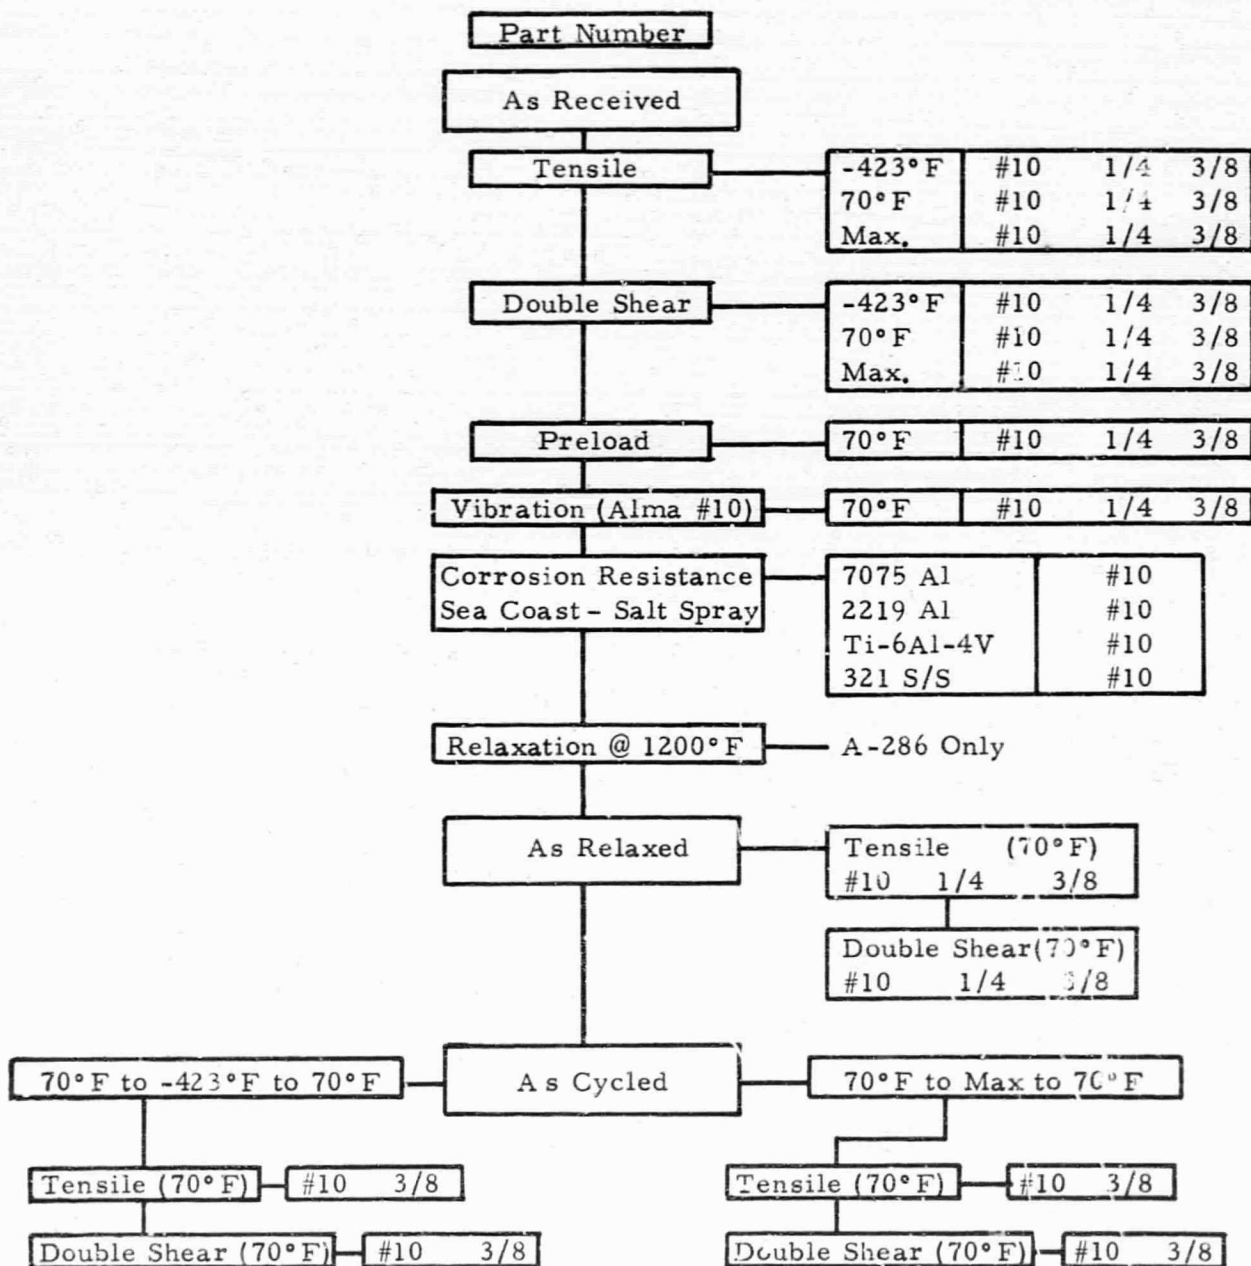 Part Number
As Received
Tensile
-423°F #10 1/4 3/8
70°F #10 1/4 3/8
Max. #10 1/4 3/8
Double Shear
-423°F #10 1/4 3/8
70°F #10 1/4 3/8
Max. #10 1/4 3/8
Preload
70°F #10 1/4 3/8
Vibration (Alma #10)
70°F #10 1/4 3/8
Corrosion Resistance
Sea Coast - Salt Spray
7075 Al #10
2219 Al #10
Ti-6Al-4V #10
321 S/S #10
Relaxation @ 1200°F
A-286 Only
As Relaxed
Tensile (70°F)
#10 1/4 3/8
Double Shear (70°F)
#10 1/4 3/8
As Cycled
70°F to -423°F to 70°F
70°F to Max to 70°F
Tensile (70°F) #10 3/8
Double Shear (70°F) #10 3/8
Tensile (70°F) #10 3/8
Double Shear (70°F) #10 3/8